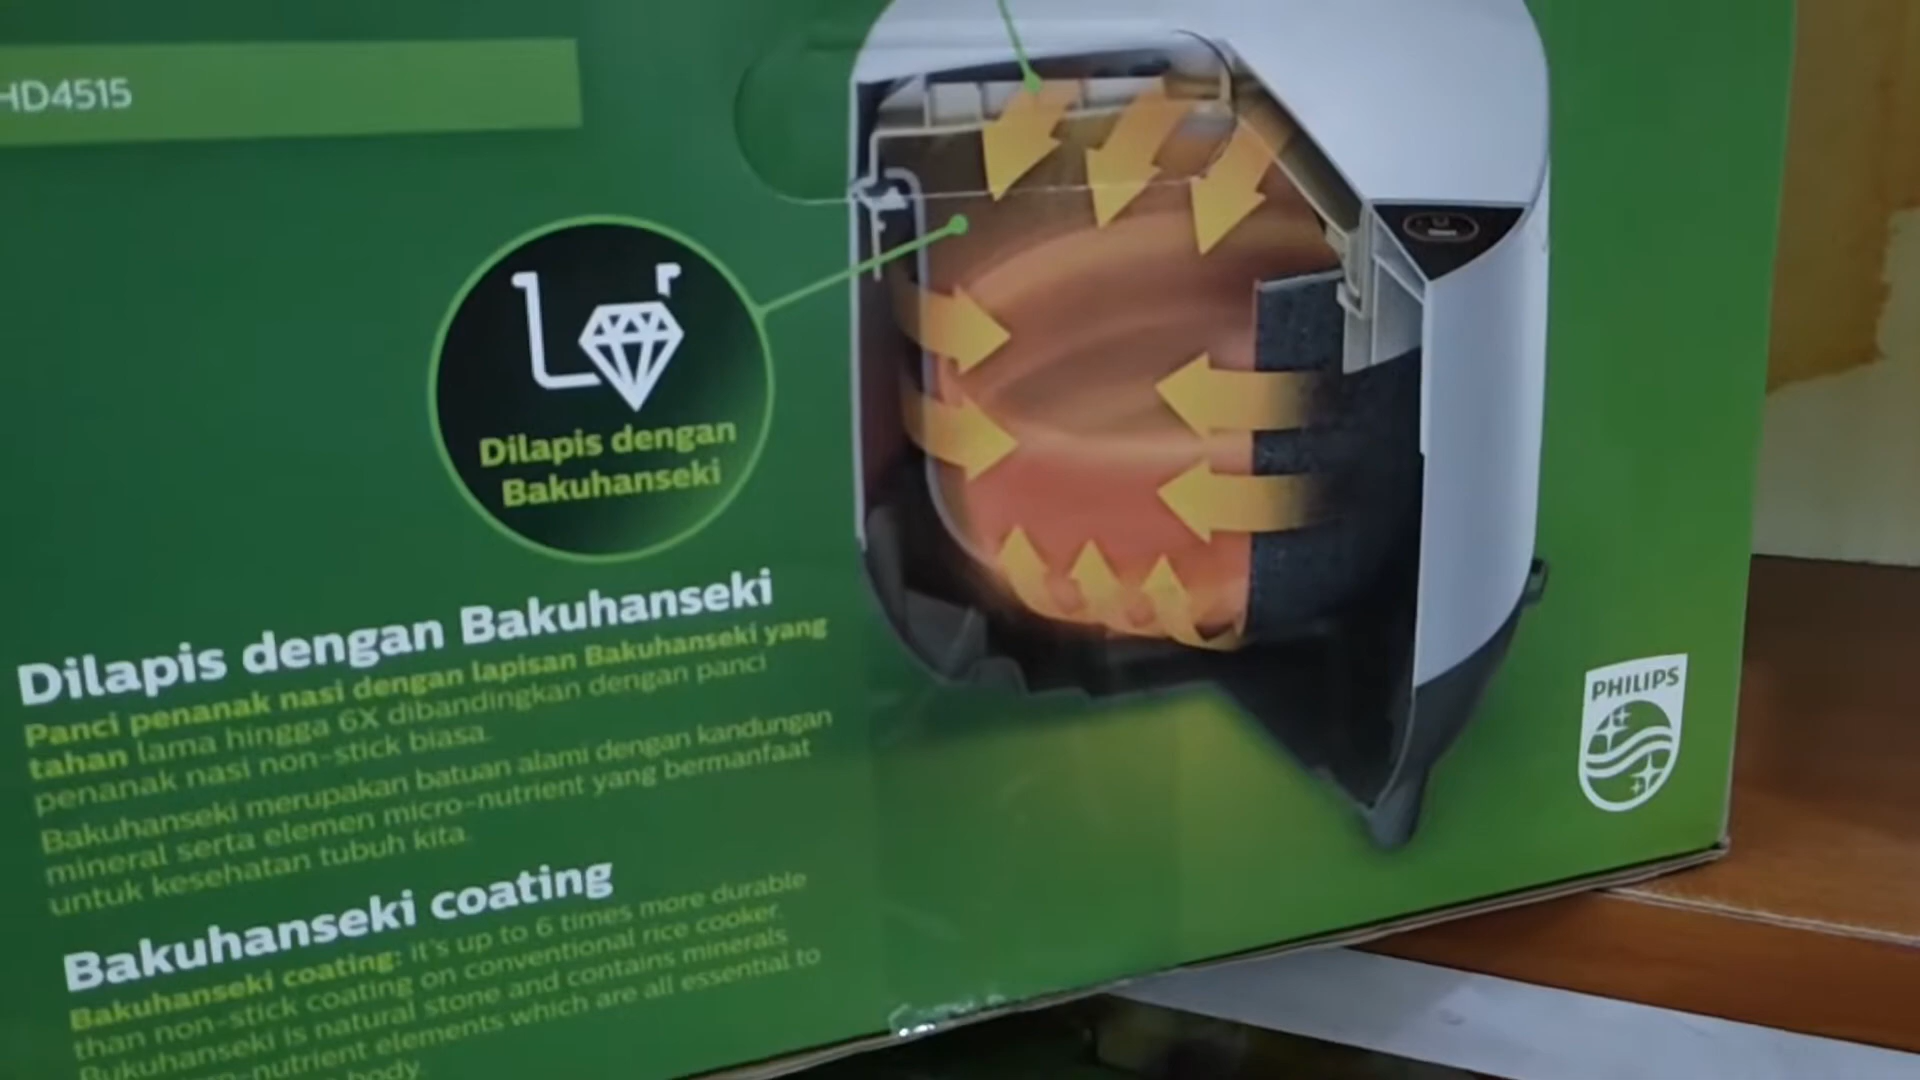 HD4515
Dilapis dengan
Bakuhanseki
Dilapis dengan Bakuhanseki
Panci penanak nasi dengan lapisan Bakuhanseki yang
tahan lama hingga 6X dibandingkan dengan panci
penanak nasi non-stick biasa.
Bakuhanseki merupakan batuan alami dengan kandungan
mineral serta elemen micro-nutrient yang bermanfaat
untuk kesehatan tubuh kita.
Bakuhanseki coating
Bakuhanseki coating: it's up to 6 times more durable
than non-stick coating on conventional rice cooker.
Bukuhanseki is natural stone and contains minerals
-nutrient elements which are all essential to
body.
PHILIPS